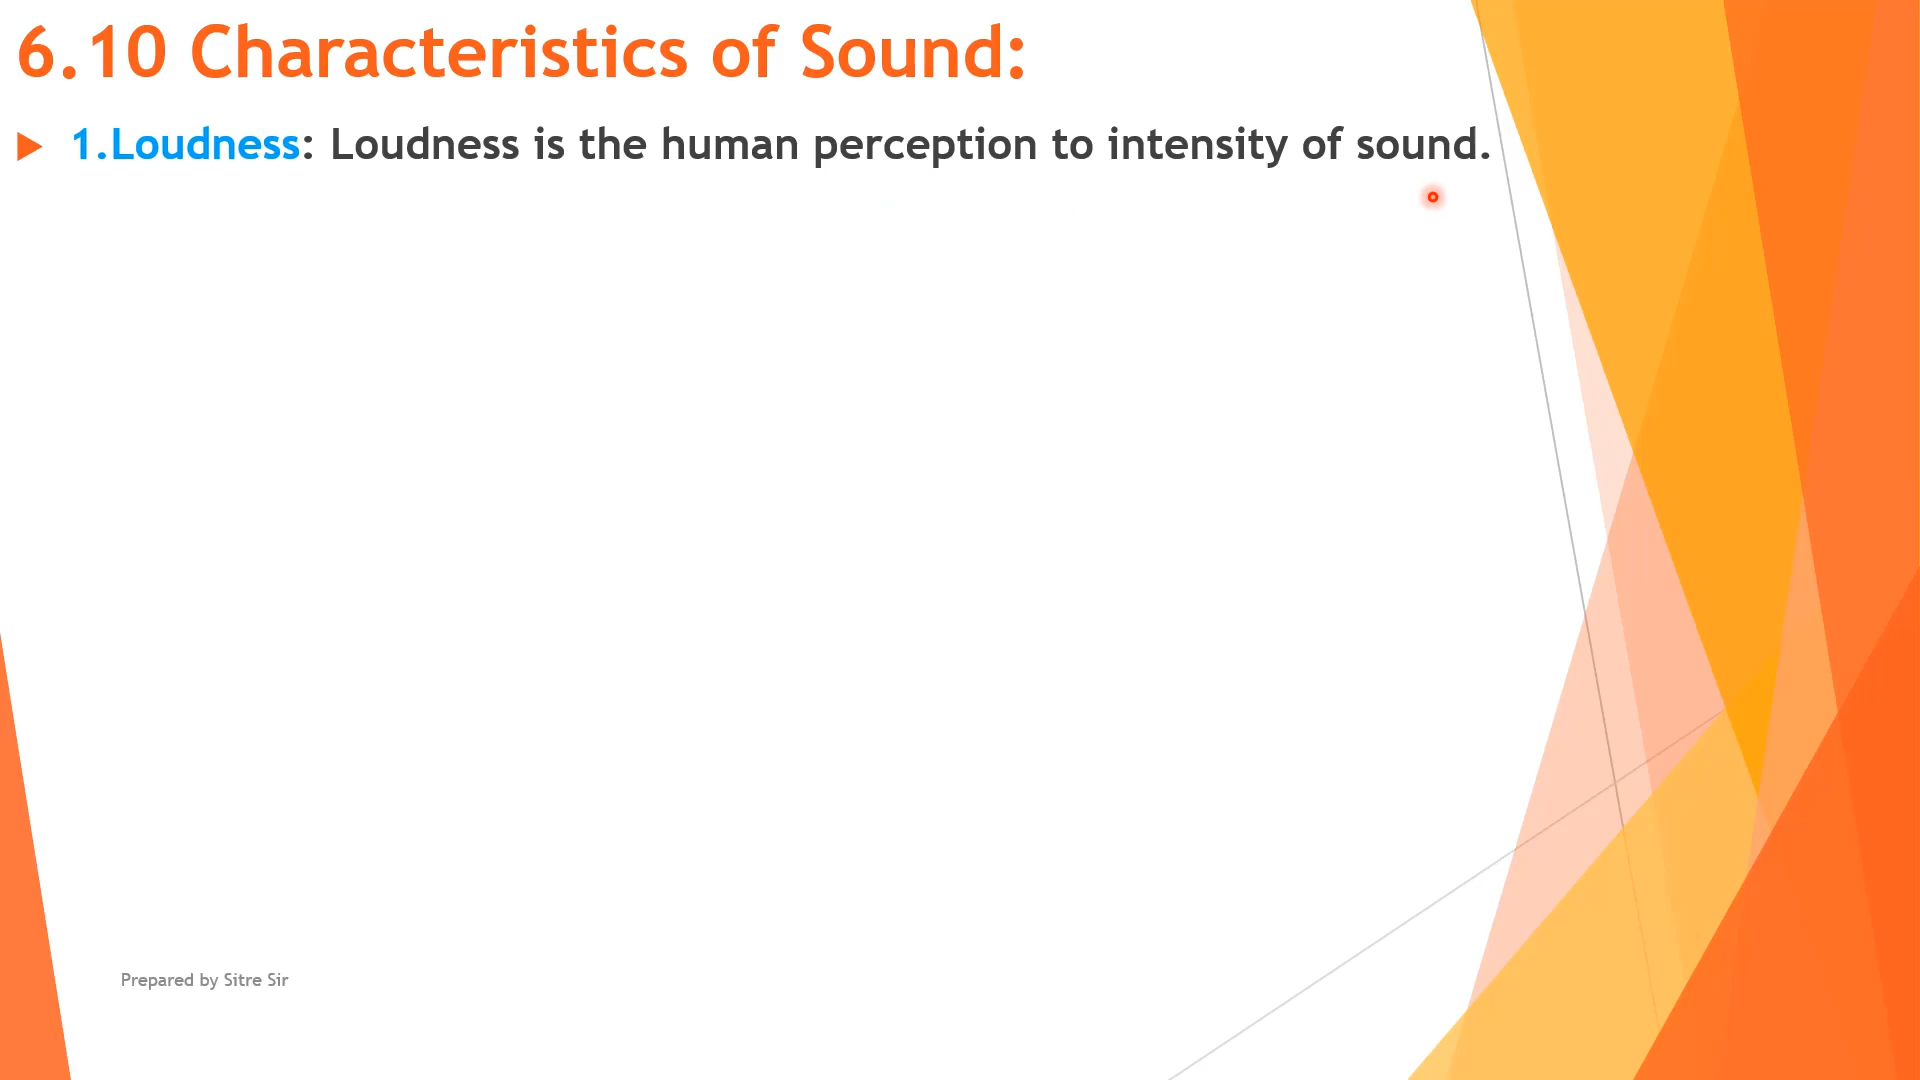 6.10 Characteristics of Sound:
1.Loudness: Loudness is the human perception to intensity of sound.
Prepared by Sitre Sir